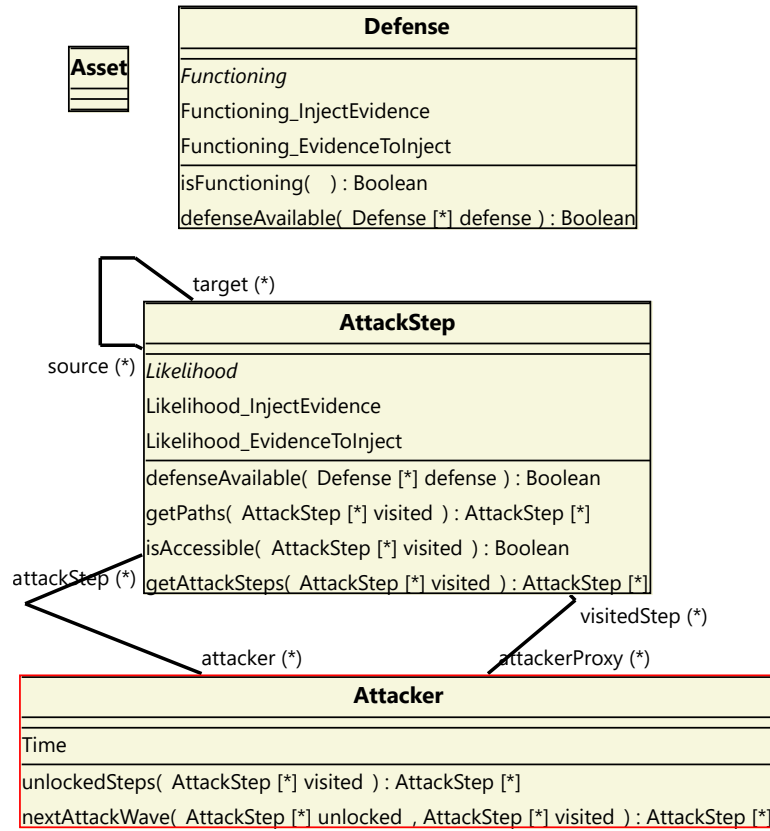 Defense
Asset
Functioning
Functioning_InjectEvidence
Functioning_EvidenceToInject
isFunctioning(   ) : Boolean
defenseAvailable(  Defense [*] defense ) : Boolean
target (*)
AttackStep
source (*)
Likelihood
Likelihood_InjectEvidence
Likelihood_EvidenceToInject
defenseAvailable(  Defense [*] defense ) : Boolean
getPaths(  AttackStep [*] visited  ) : AttackStep [*]
isAccessible(  AttackStep [*] visited  ) : Boolean
attackStep (*)
getAttackSteps(  AttackStep [*] visited  ) : AttackStep [*]
visitedStep (*)
attacker (*)
attackerProxy (*)
Attacker
Time
unlockedSteps(  AttackStep [*] visited  ) : AttackStep [*]
nextAttackWave(  AttackStep [*] unlocked  , AttackStep [*] visited  ) : AttackStep [*]